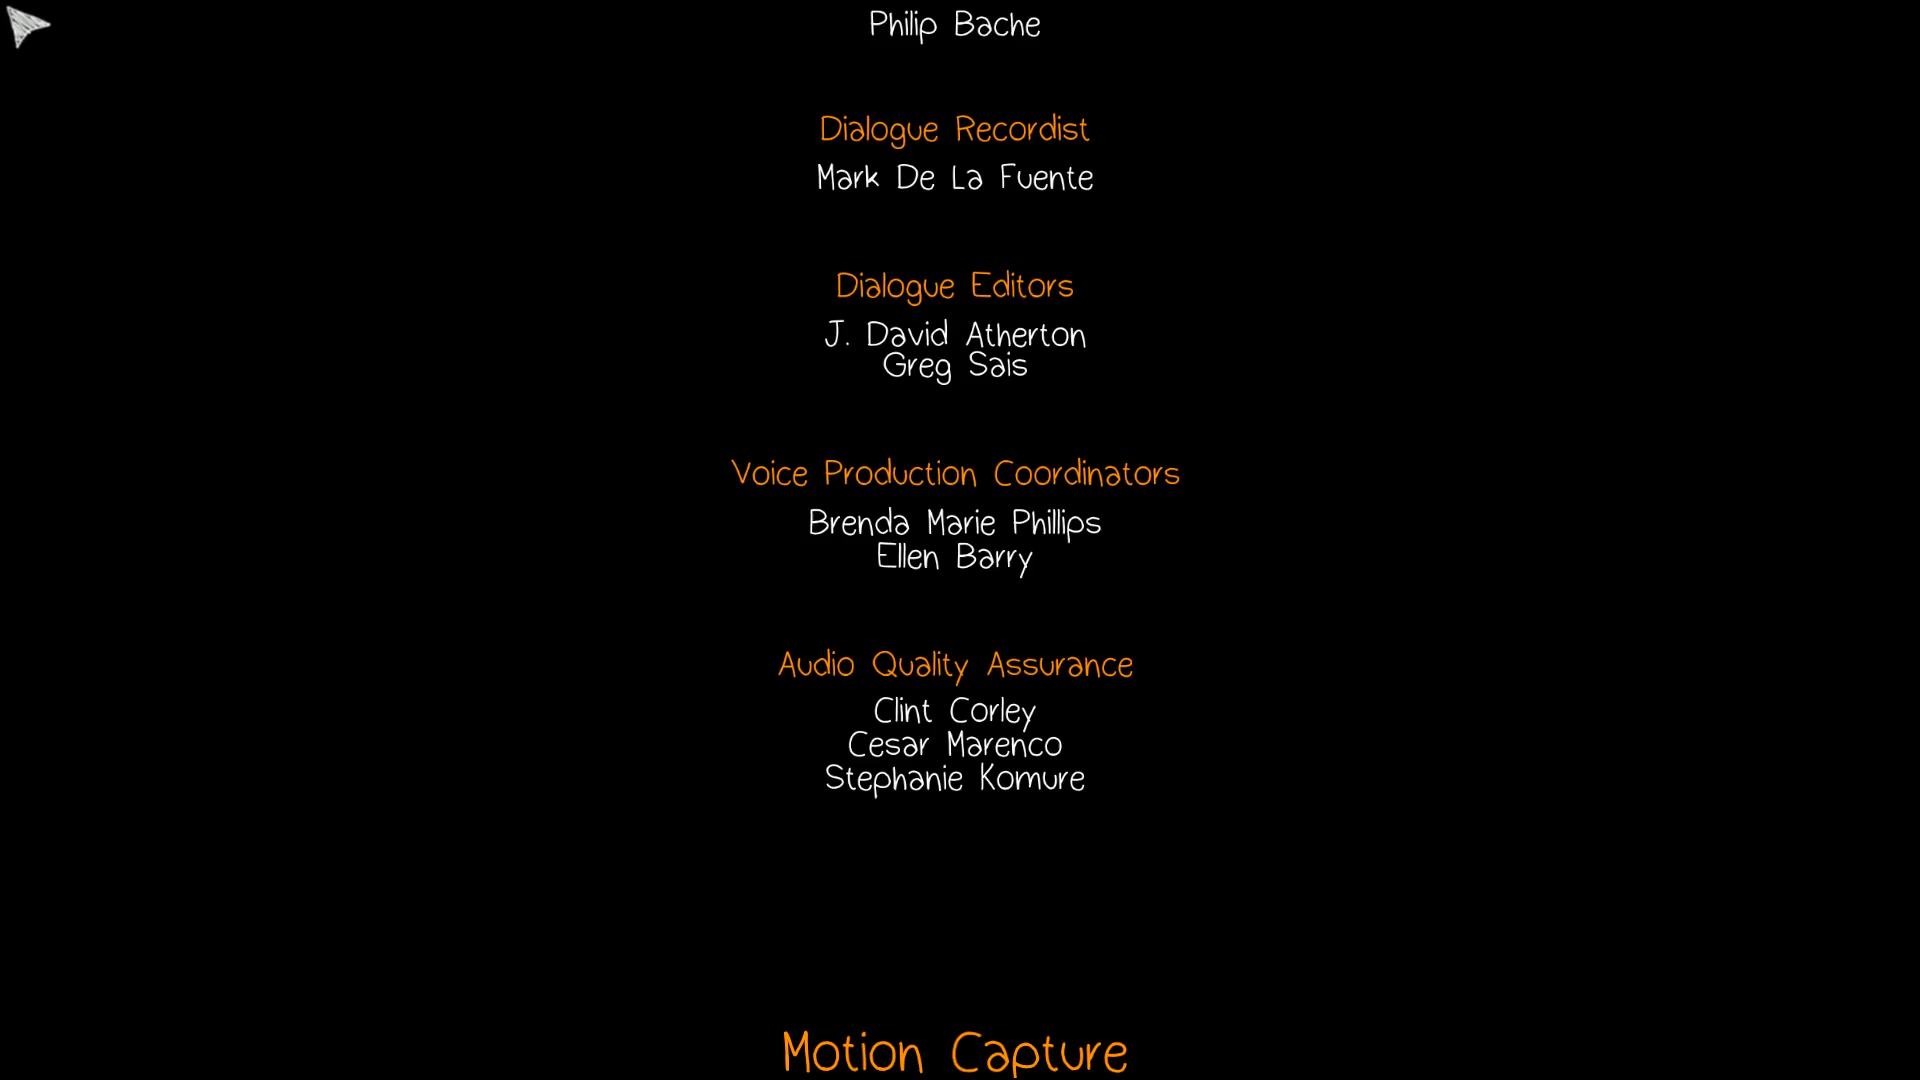 Philip Bache
Dialogue Recordist
Mark De La Fuente
Dialogue Editors
J. David Atherton
Greg Sais
Voice Production Coordinators
Brenda Marie Phillips
Ellen Barry
Audio Quality Assurance
Clint Corley
Cesar Marenco
Stephanie Komure
Motion Capture